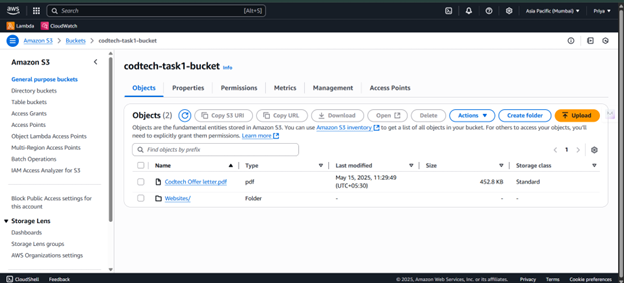 aws
Search
[Alt+S]
Asia Pacific (Mumbai)
Priya
Lambda
CloudWatch
Amazon S3 > Buckets > codtech-task1-bucket
Amazon S3
General purpose buckets
Directory buckets
Table buckets
Access Grants
Access Points
Object Lambda Access Points
Multi-Region Access Points
Batch Operations
IAM Access Analyzer for S3
Block Public Access settings for
this account
Storage Lens
Dashboards
Storage Lens groups
AWS Organizations settings
codtech-task1-bucket Info
Objects Properties Permissions Metrics Management Access Points
Objects (2)
Copy S3 URI
Copy URL
Download
Open
Delete
Actions
Create folder
Upload
Objects are the fundamental entities stored in Amazon S3. You can use Amazon S3 inventory to get a list of all objects in your bucket. For others to access your objects, you'll
need to explicitly grant them permissions. Learn more
Find objects by prefix
1
Name Type Last modified Size Storage class
Codtech Offer letter.pdf pdf May 15, 2025, 11:29:49 (UTC+05:30) 452.8 KB Standard
Websites/ Folder - - -
CloudShell Feedback © 2025, Amazon Web Services, Inc. or its affiliates. Privacy Terms Cookie preferences